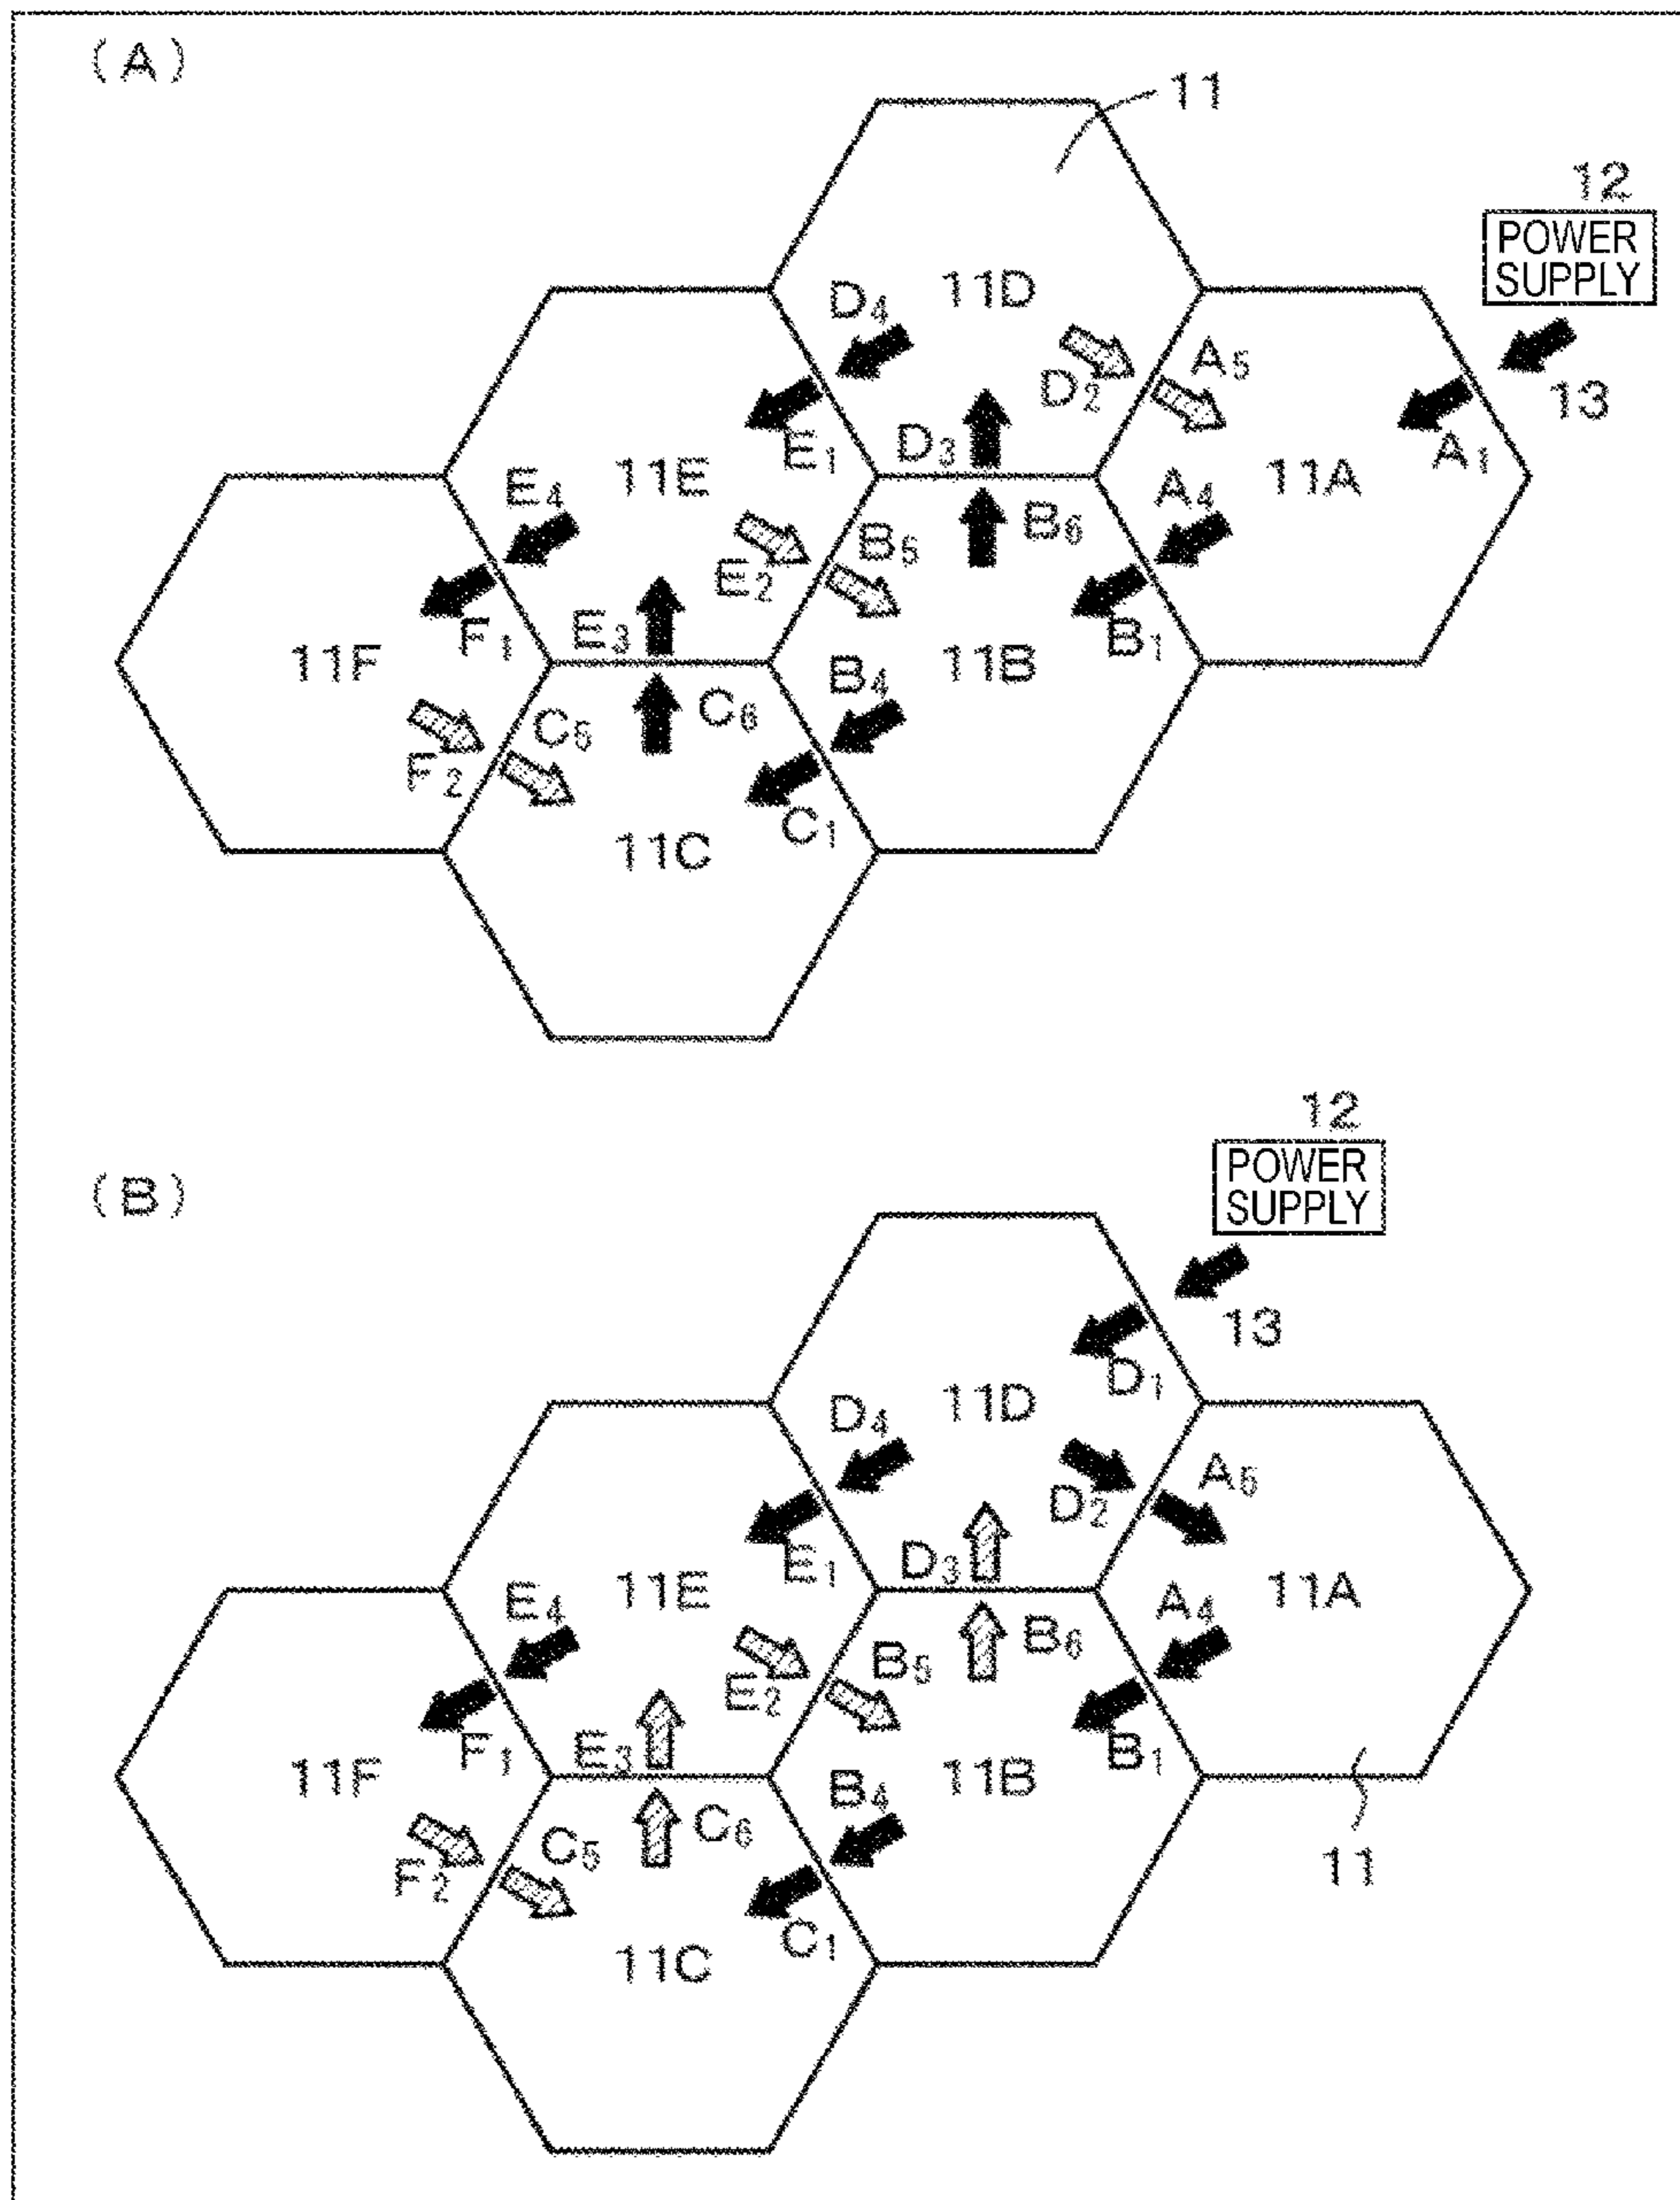 (A)
11
12
POWER
SUPPLY
13
D4
11D
D2
A5
A1
E1
D3
11A
E4
11E
B6
A4
E2
B5
F1
E3
B1
11F
B4
11B
C6
F2
C5
C1
11C
12
POWER
SUPPLY
(B)
13
D1
D4
11D
D2
A5
E1
D3
11A
E4
11E
B6
A4
E2
B5
F1
E3
B1
11F
B4
11B
C6
F2
C5
11
C1
11C